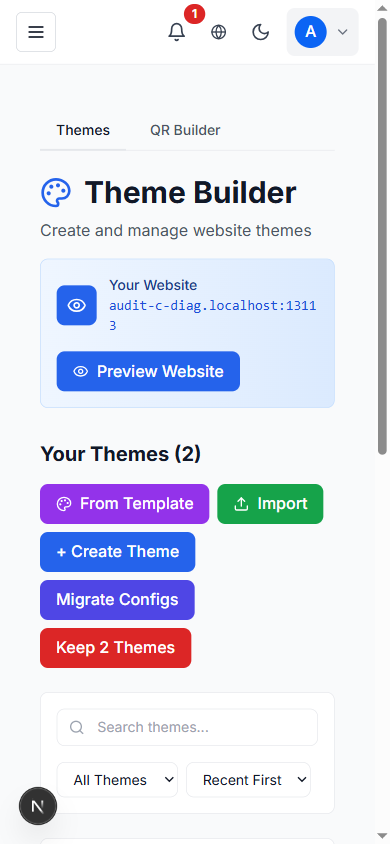 1
A
Themes
QR Builder
Theme Builder
Create and manage website themes
Your Website
audit-c-diag.localhost:1311
3
Preview Website
Your Themes (2)
From Template
Import
+ Create Theme
Migrate Configs
Keep 2 Themes
Search themes...
All Themes
Recent First
N